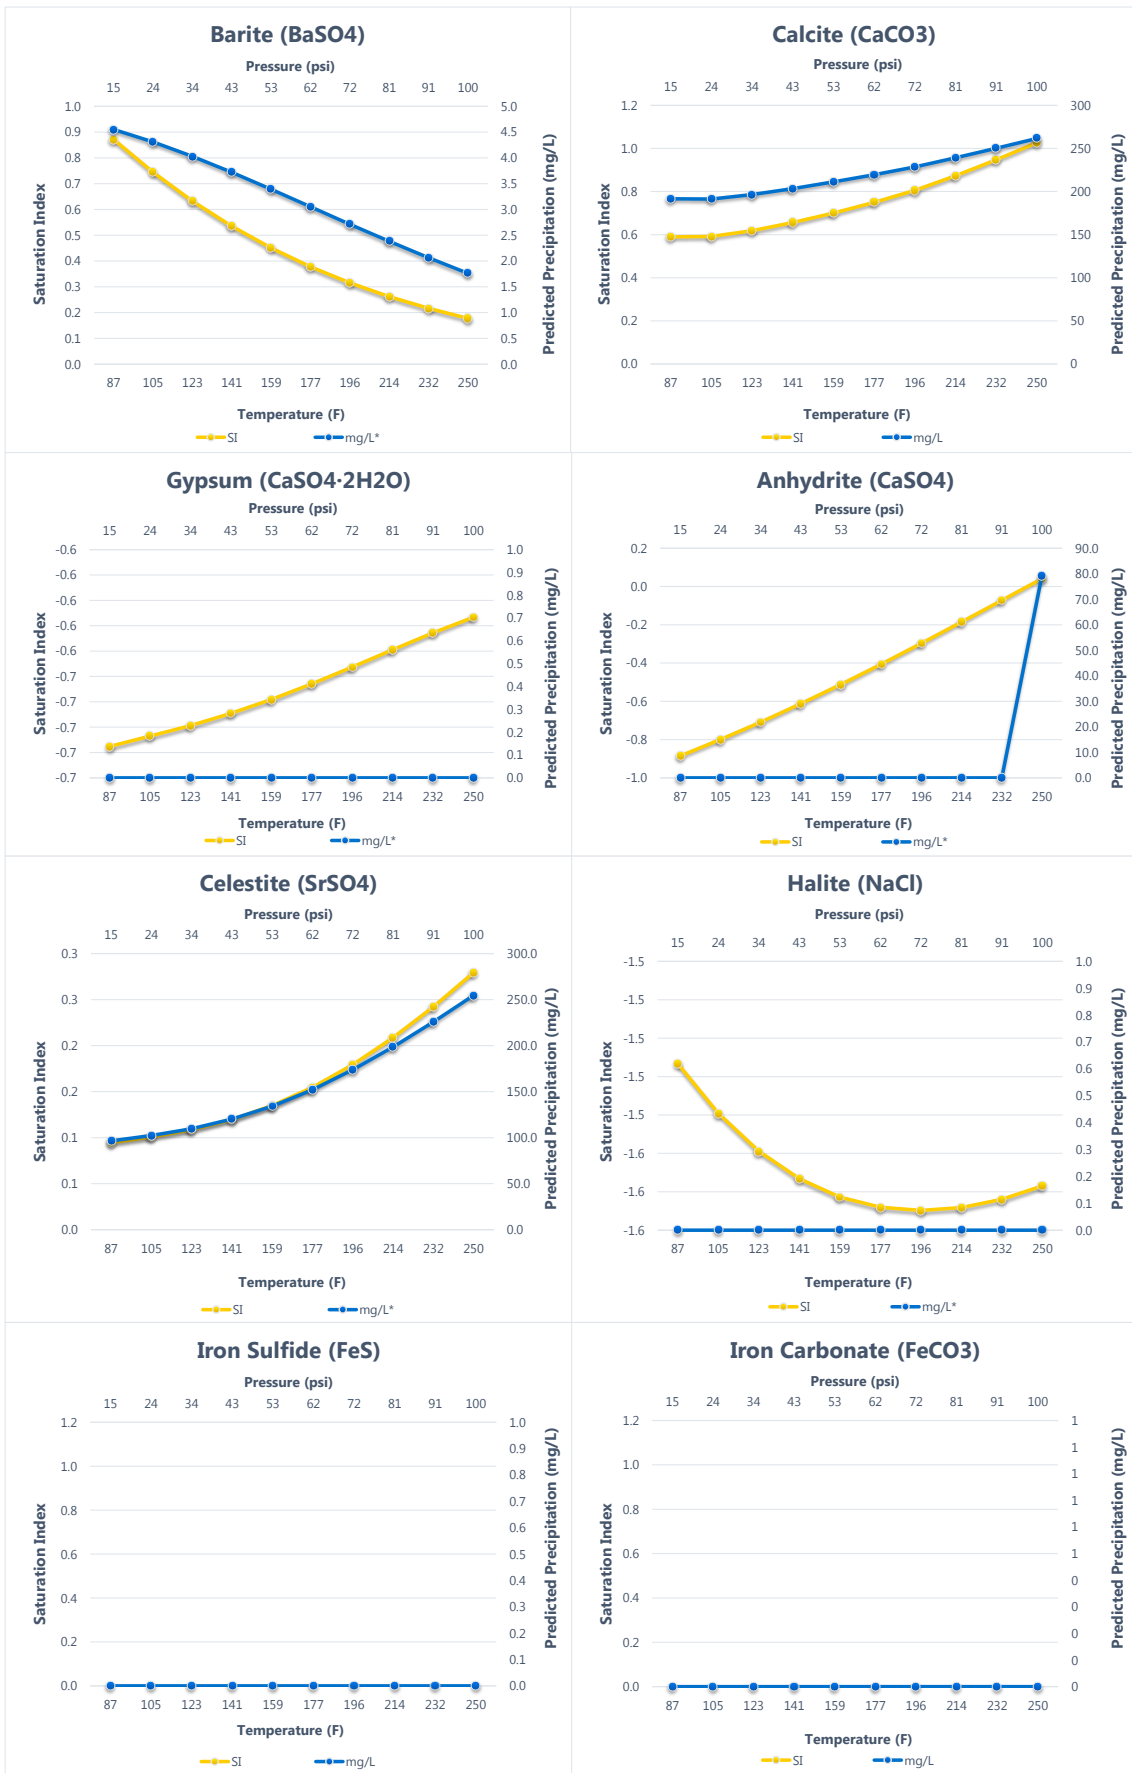 Barite (BaSO4)
Pressure (psi)
15 24 34 43 53 62 72 81 91 100
1.0
0.9
0.8
0.7
0.6
0.5
0.4
0.3
0.2
0.1
0.0
Saturation Index
5.0
4.5
4.0
3.5
3.0
2.5
2.0
1.5
1.0
0.5
0.0
Predicted Precipitation (mg/L)
87 105 123 141 159 177 196 214 232 250
Temperature (F)
SI mg/L*
Calcite (CaCO3)
Pressure (psi)
15 24 34 43 53 62 72 81 91 100
1.2
1.0
0.8
0.6
0.4
0.2
0.0
Saturation Index
300
250
200
150
100
50
0
Predicted Precipitation (mg/L)
87 105 123 141 159 177 196 214 232 250
Temperature (F)
SI mg/L
Gypsum (CaSO4·2H2O)
Pressure (psi)
15 24 34 43 53 62 72 81 91 100
-0.6
-0.6
-0.6
-0.6
-0.6
-0.7
-0.7
-0.7
-0.7
-0.7
Saturation Index
1.0
0.9
0.8
0.7
0.6
0.5
0.4
0.3
0.2
0.1
0.0
Predicted Precipitation (mg/L)
87 105 123 141 159 177 196 214 232 250
Temperature (F)
SI mg/L*
Anhydrite (CaSO4)
Pressure (psi)
15 24 34 43 53 62 72 81 91 100
0.2
0.0
-0.2
-0.4
-0.6
-0.8
-1.0
Saturation Index
90.0
80.0
70.0
60.0
50.0
40.0
30.0
20.0
10.0
0.0
Predicted Precipitation (mg/L)
87 105 123 141 159 177 196 214 232 250
Temperature (F)
SI mg/L*
Celestite (SrSO4)
Pressure (psi)
15 24 34 43 53 62 72 81 91 100
0.3
0.3
0.2
0.2
0.1
0.1
0.0
Saturation Index
300.0
250.0
200.0
150.0
100.0
50.0
0.0
Predicted Precipitation (mg/L)
87 105 123 141 159 177 196 214 232 250
Temperature (F)
SI mg/L*
Halite (NaCl)
Pressure (psi)
15 24 34 43 53 62 72 81 91 100
-1.5
-1.5
-1.5
-1.5
-1.5
-1.6
-1.6
-1.6
Saturation Index
1.0
0.9
0.8
0.7
0.6
0.5
0.4
0.3
0.2
0.1
0.0
Predicted Precipitation (mg/L)
87 105 123 141 159 177 196 214 232 250
Temperature (F)
SI mg/L*
Iron Sulfide (FeS)
Pressure (psi)
15 24 34 43 53 62 72 81 91 100
1.2
1.0
0.8
0.6
0.4
0.2
0.0
Saturation Index
1.0
0.9
0.8
0.7
0.6
0.5
0.4
0.3
0.2
0.1
0.0
Predicted Precipitation (mg/L)
87 105 123 141 159 177 196 214 232 250
Temperature (F)
SI mg/L
Iron Carbonate (FeCO3)
Pressure (psi)
15 24 34 43 53 62 72 81 91 100
1.2
1.0
0.8
0.6
0.4
0.2
0.0
Saturation Index
1
1
1
1
1
1
0
0
0
0
0
Predicted Precipitation (mg/L)
87 105 123 141 159 177 196 214 232 250
Temperature (F)
SI mg/L